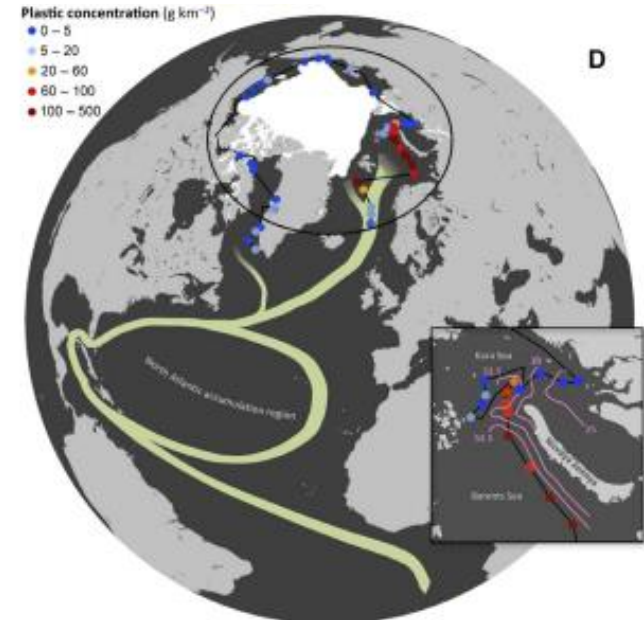 Plastic concentration (g km⁻²)
0 – 5
5 – 20
20 – 60
60 – 100
100 – 500
D
North Atlantic accumulation region
Kara Sea
Novaya Zemlya
Barents Sea